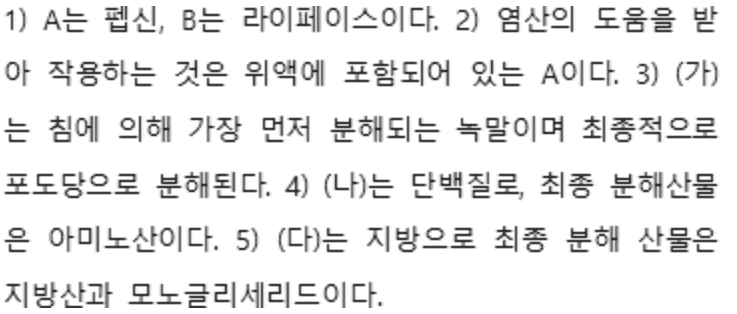 1) A는 펩신, B는 라이페이스이다. 2) 염산의 도움을 받
아 작용하는 것은 위액에 포함되어 있는 A이다. 3) (가)
는 침에 의해 가장 먼저 분해되는 녹말이며 최종적으로
포도당으로 분해된다. 4) (나)는 단백질로, 최종 분해산물
은 아미노산이다. 5) (다)는 지방으로 최종 분해 산물은
지방산과 모노글리세리드이다.